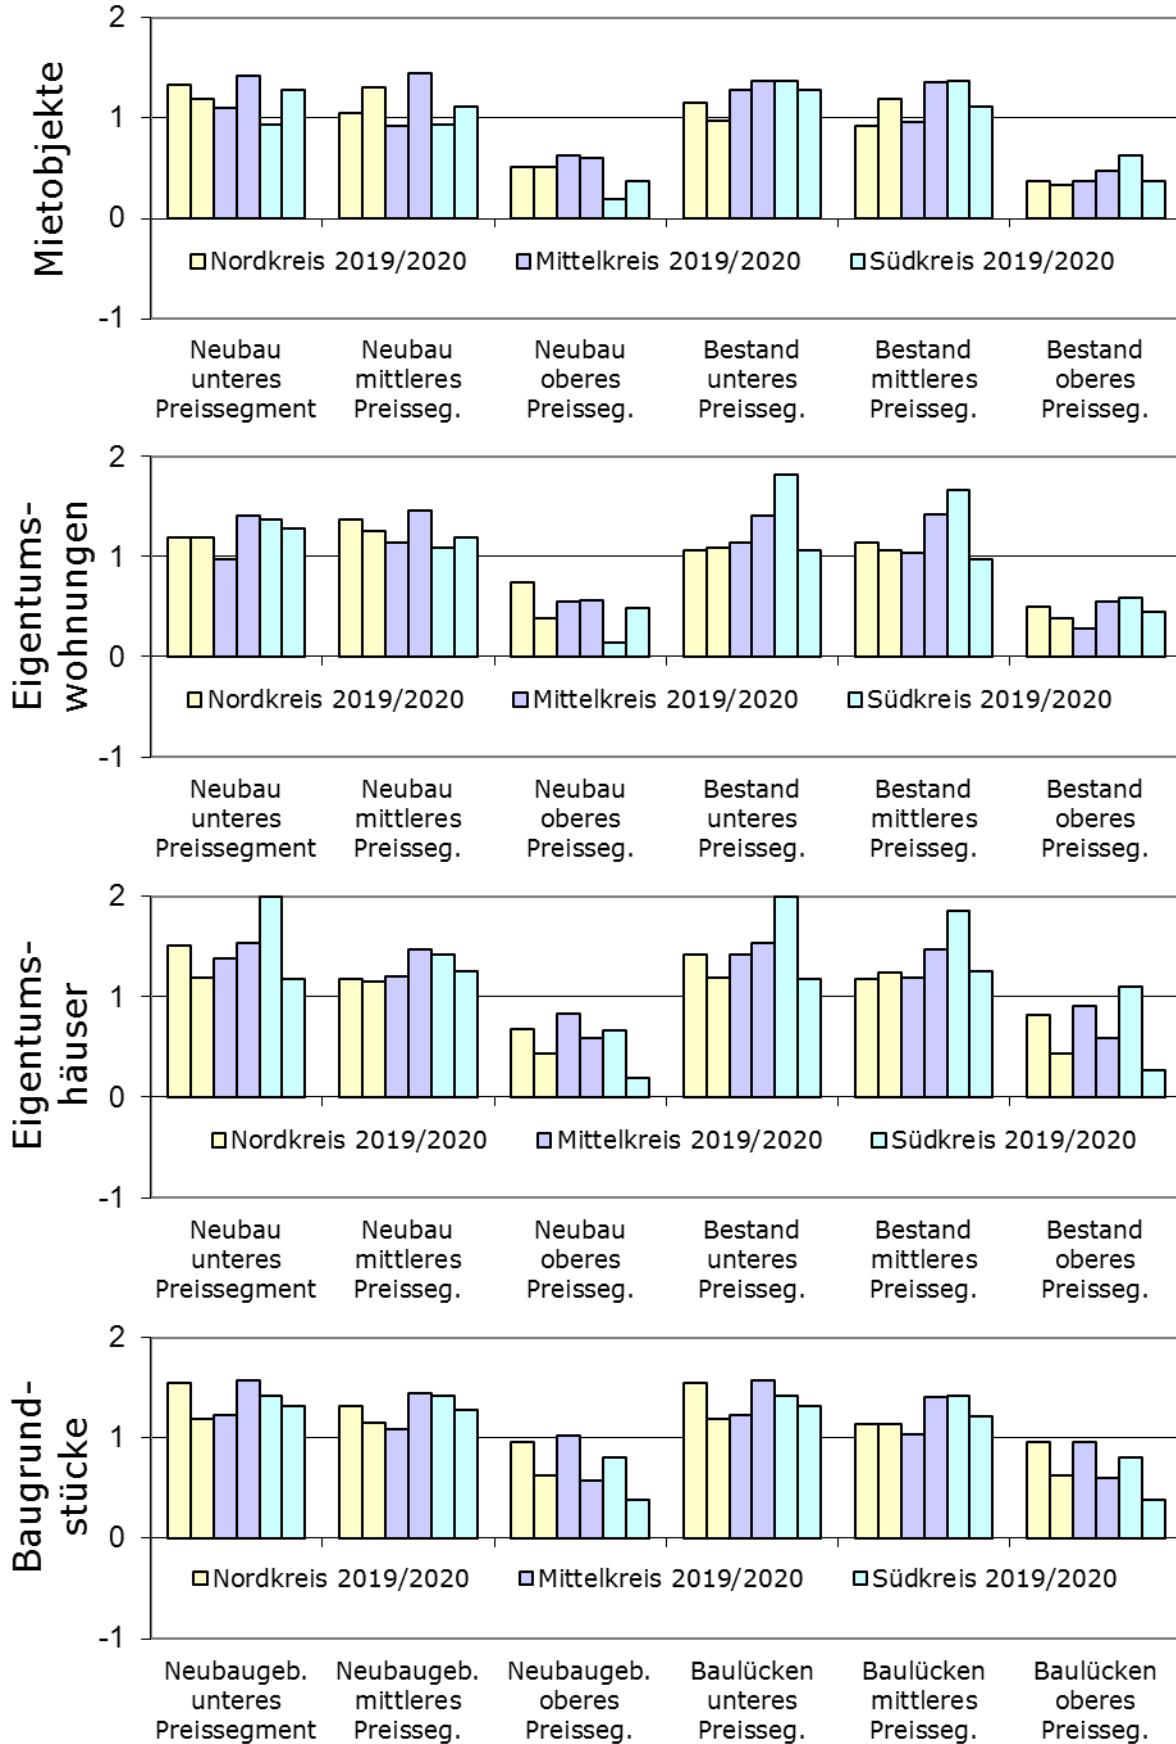 Mietobjekte
2
1
0
-1
Nordkreis 2019/2020 Mittelkreis 2019/2020 Südkreis 2019/2020
Neubau unteres Preissegment
Neubau mittleres Preisseg.
Neubau oberes Preisseg.
Bestand unteres Preisseg.
Bestand mittleres Preisseg.
Bestand oberes Preisseg.
Eigentums-
wohnungen
2
1
0
-1
Nordkreis 2019/2020 Mittelkreis 2019/2020 Südkreis 2019/2020
Neubau unteres Preissegment
Neubau mittleres Preisseg.
Neubau oberes Preisseg.
Bestand unteres Preisseg.
Bestand mittleres Preisseg.
Bestand oberes Preisseg.
Eigentums-
häuser
2
1
0
-1
Nordkreis 2019/2020 Mittelkreis 2019/2020 Südkreis 2019/2020
Neubau unteres Preissegment
Neubau mittleres Preisseg.
Neubau oberes Preisseg.
Bestand unteres Preisseg.
Bestand mittleres Preisseg.
Bestand oberes Preisseg.
Baugrund-
stücke
2
1
0
-1
Nordkreis 2019/2020 Mittelkreis 2019/2020 Südkreis 2019/2020
Neubaugeb. unteres Preissegment
Neubaugeb. mittleres Preisseg.
Neubaugeb. oberes Preisseg.
Baulücken unteres Preisseg.
Baulücken mittleres Preisseg.
Baulücken oberes Preisseg.